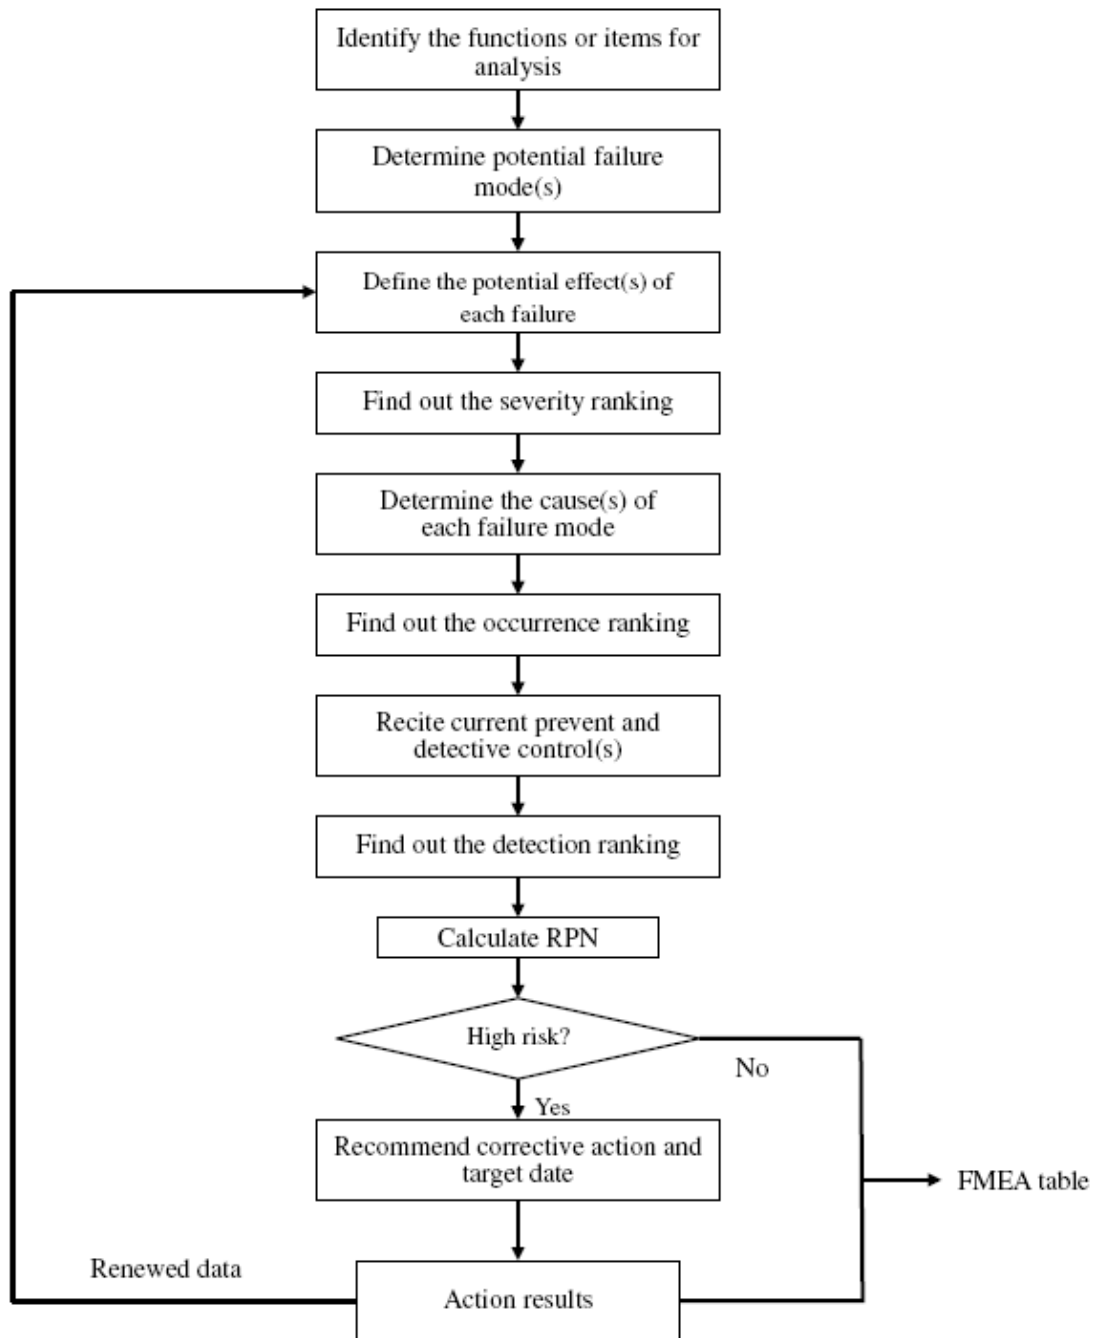 Identify the functions or items for
analysis
Determine potential failure
mode(s)
Define the potential effect(s) of
each failure
Find out the severity ranking
Determine the cause(s) of
each failure mode
Find out the occurrence ranking
Recite current prevent and
detective control(s)
Find out the detection ranking
Calculate RPN
High risk?
No
Yes
Recommend corrective action and
target date
FMEA table
Renewed data
Action results